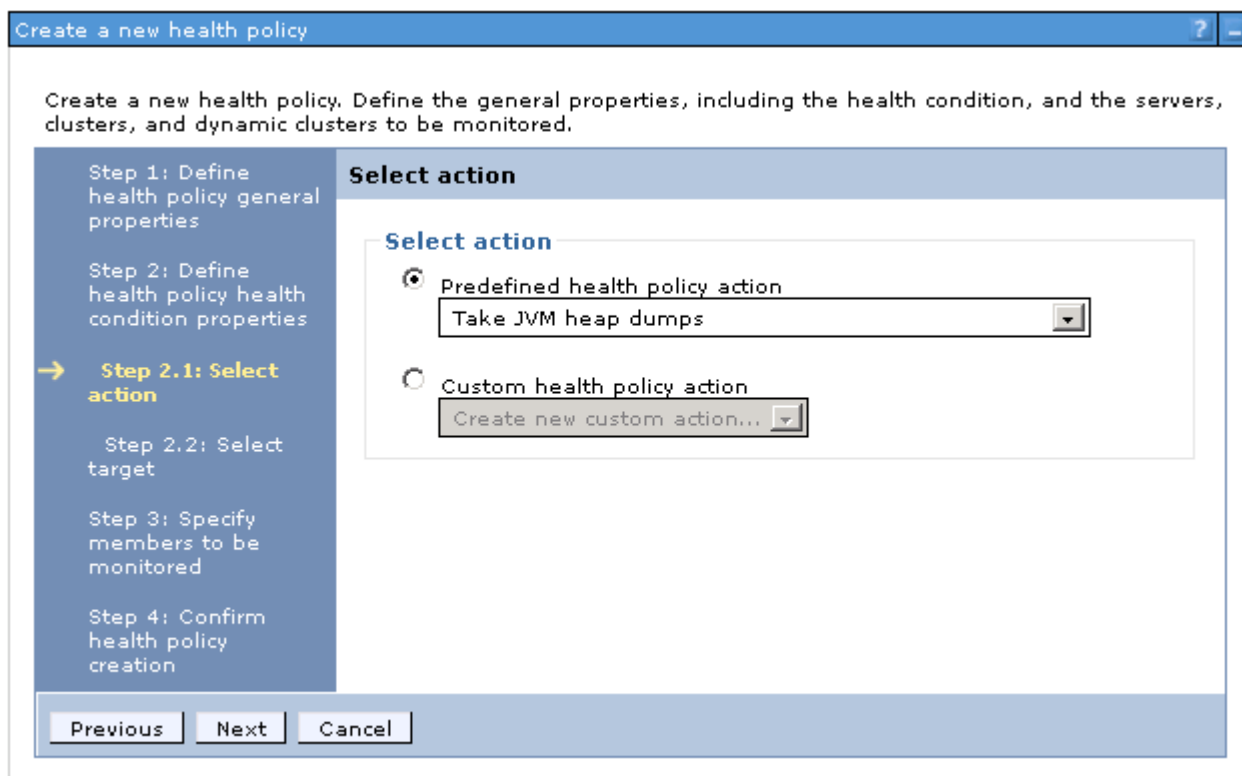 Create a new health policy
?
Create a new health policy. Define the general properties, including the health condition, and the servers,
clusters, and dynamic clusters to be monitored.
Step 1: Define
health policy general
properties
Step 2: Define
health policy health
condition properties
Step 2.1: Select
action
Step 2.2: Select
target
Step 3: Specify
members to be
monitored
Step 4: Confirm
health policy
creation
Select action
Select action
Predefined health policy action
Take JVM heap dumps
Custom health policy action
Create new custom action...
Previous
Next
Cancel